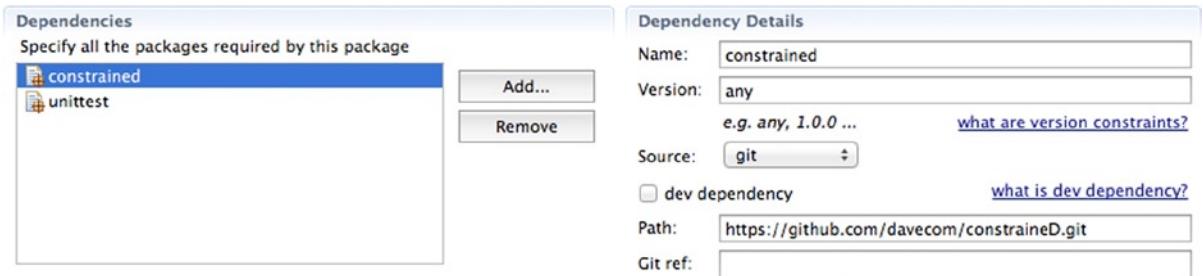 Dependencies
Specify all the packages required by this package
constrained
unittest
Add...
Remove
Dependency Details
Name: constrained
Version: any
e.g. any, 1.0.0 ... what are version constraints?
Source: git
dev dependency what is dev dependency?
Path: https://github.com/davecom/constraineD.git
Git ref: